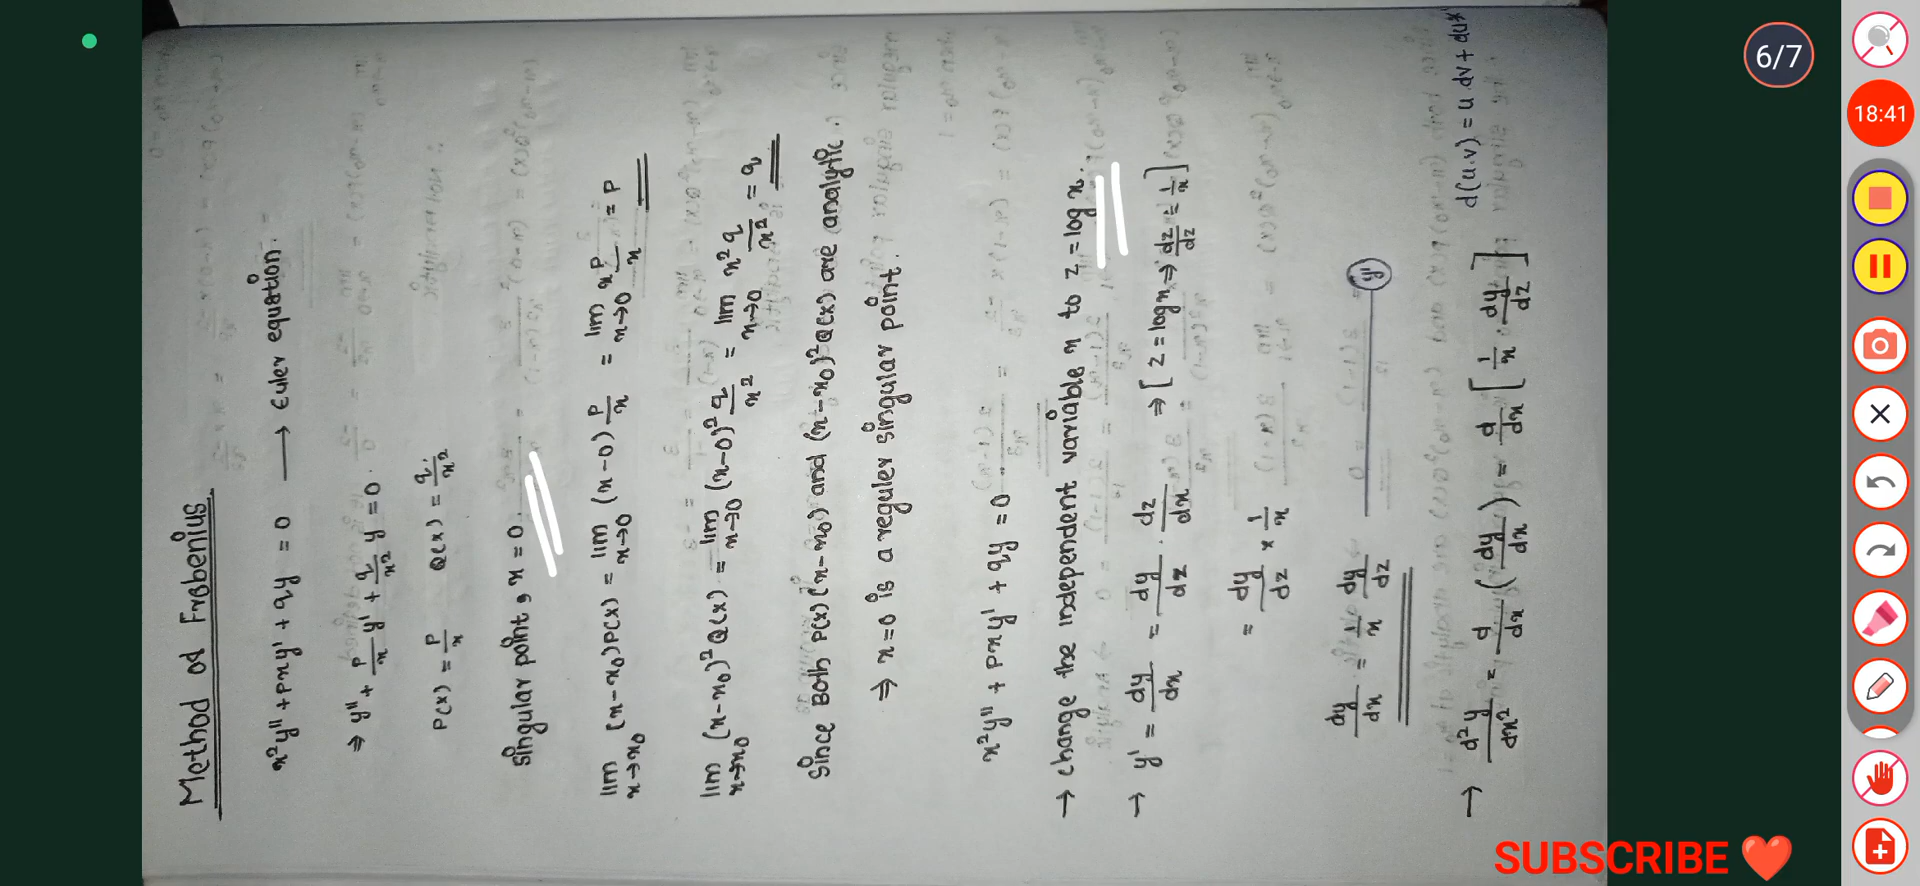 Method of Frobenius
x²y" + pxy' + qy = 0 ⟶ Euler equation.
⇒ y" + p/x y' + q/x² y = 0.
P(x) = p/x Q(x) = q/x².
singular point, x = 0
lim x→x₀ (x-x₀)P(x) = lim x→0 (x-0) p/x = lim x→0 x p/x = p
lim x→x₀ (x-x₀)² Q(x) = lim x→0 (x-0)² q/x² = lim x→0 x² q/x² = q
since Both P(x)(x-x₀) and (x-x₀)² Q(x) are analytic.
⇒ x=0 is a reguler singular point.
x²y" + pxy' + qy = 0
→ change the independent variable x to z = log x.
→ y' = dy/dx = dy/dz . dz/dx ⇒ [z = log x ⇒ dz/dz = 1/x]
= dy/dz × 1/x
dy/dx = 1/x dy/dz y'
→ d²y/dx² = d/dx (dy/dx) = d/dx [1/x . dy/dz] d(u.v) = u dv + du
6/7
18:41
SUBSCRIBE